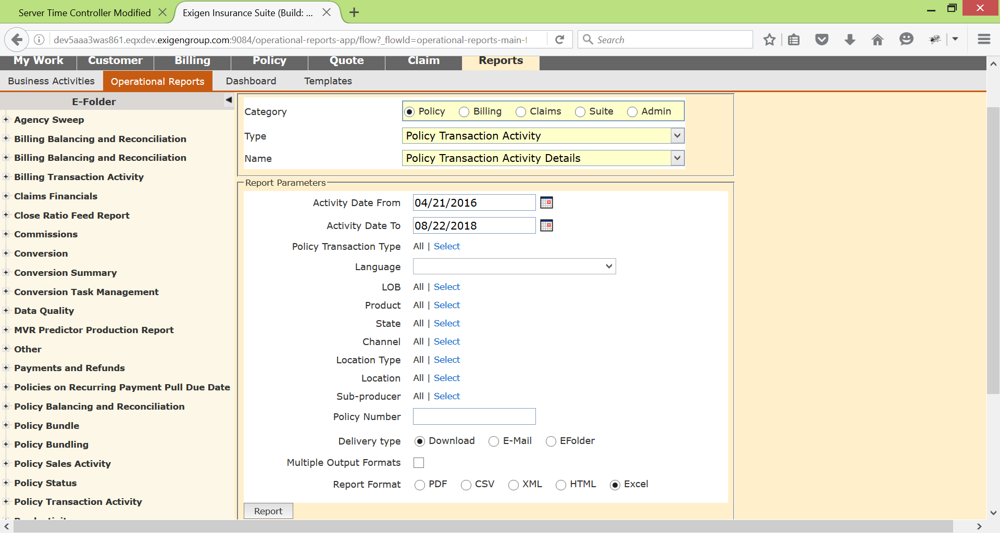 Server Time Controller Modified
Exigen Insurance Suite (Build: ...
dev5aaa3was861.eqxdev.exigengroup.com:9084/operational-reports-app/flow?_flowId=operational-reports-main-f
Search
My Work Customer Billing Policy Quote Claim Reports
Business Activities Operational Reports Dashboard Templates
E-Folder
Agency Sweep
Billing Balancing and Reconciliation
Billing Balancing and Reconciliation
Billing Transaction Activity
Claims Financials
Close Ratio Feed Report
Commissions
Conversion
Conversion Summary
Conversion Task Management
Data Quality
MVR Predictor Production Report
Other
Payments and Refunds
Policies on Recurring Payment Pull Due Date
Policy Balancing and Reconciliation
Policy Bundle
Policy Bundling
Policy Sales Activity
Policy Status
Policy Transaction Activity
Category Policy Billing Claims Suite Admin
Type Policy Transaction Activity
Name Policy Transaction Activity Details
Report Parameters
Activity Date From 04/21/2016
Activity Date To 08/22/2018
Policy Transaction Type All | Select
Language
LOB All | Select
Product All | Select
State All | Select
Channel All | Select
Location Type All | Select
Location All | Select
Sub-producer All | Select
Policy Number
Delivery type Download E-Mail EFolder
Multiple Output Formats
Report Format PDF CSV XML HTML Excel
Report